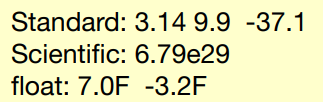 Standard: 3.14 9.9  -37.1
Scientific: 6.79e29
float: 7.0F  -3.2F